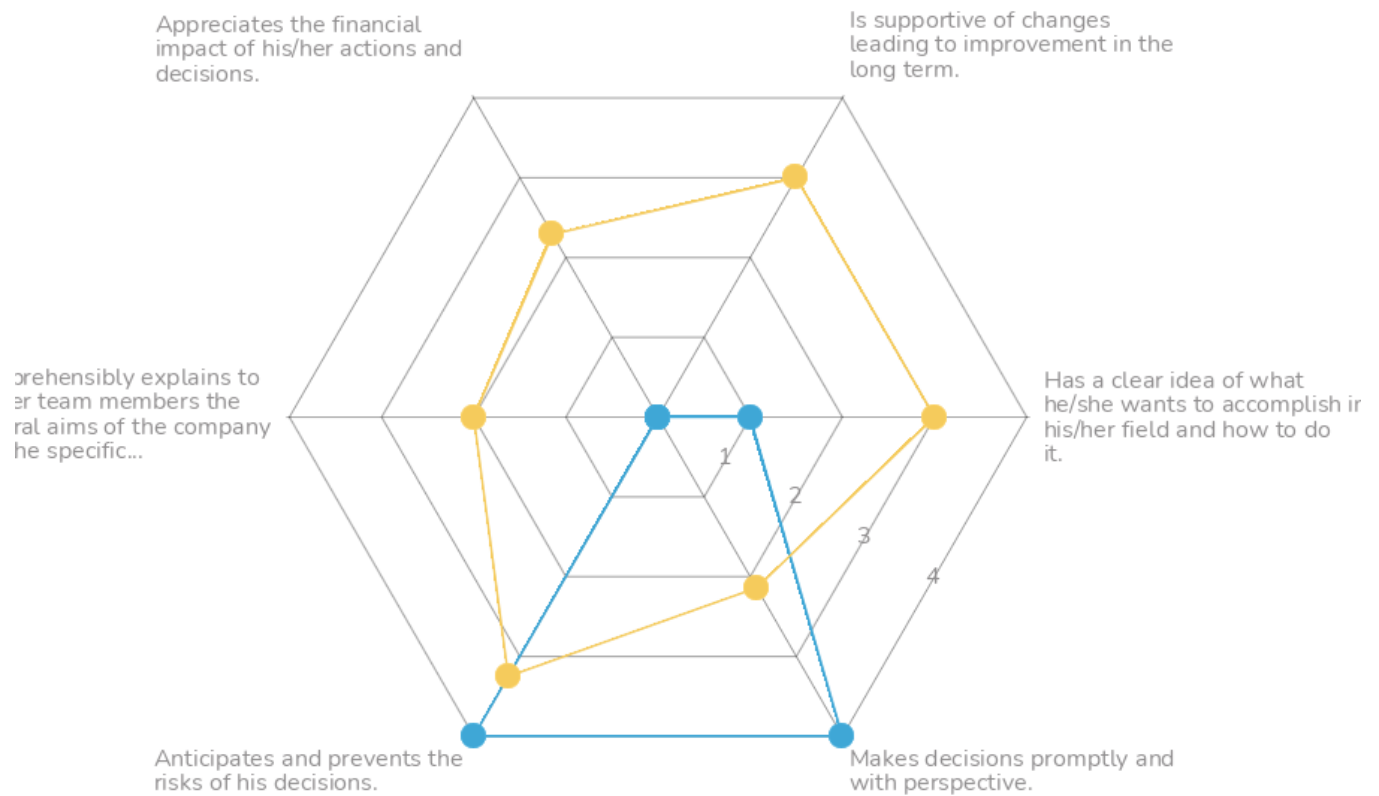 Appreciates the financial
impact of his/her actions and
decisions.
Is supportive of changes
leading to improvement in the
long term.
prehensibly explains to
er team members the
ral aims of the company
he specific...
Has a clear idea of what
he/she wants to accomplish in
his/her field and how to do
it.
1
2
3
4
Anticipates and prevents the
risks of his decisions.
Makes decisions promptly and
with perspective.